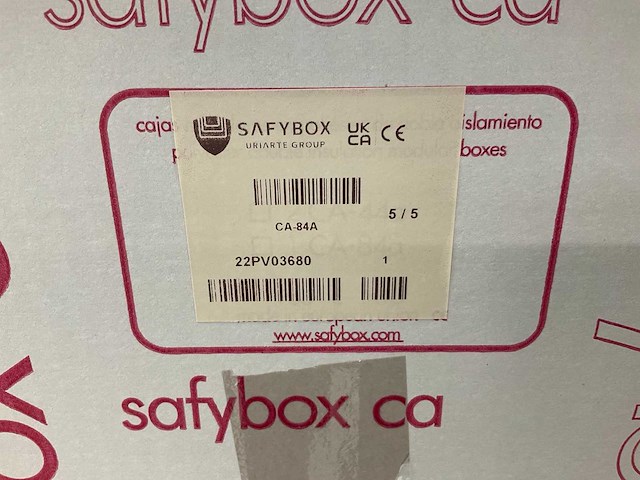 safybox ca
cajas islamiento
boxes
SAFYBOX UK CA CE
URIARTE GROUP
CA-84A
5 / 5
22PV03680 1
www.safybox.com
safybox ca